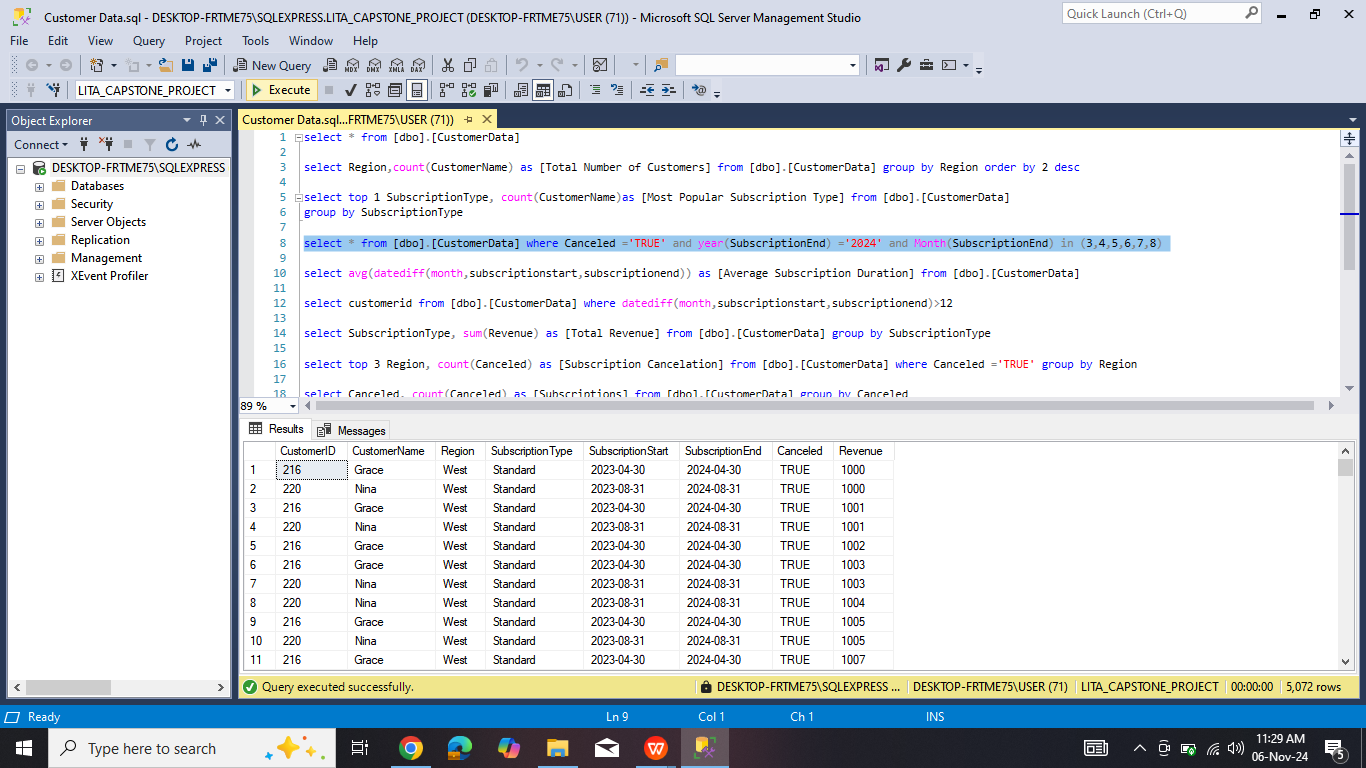 Customer Data.sql - DESKTOP-FRTME75\SQLEXPRESS.LITA_CAPSTONE_PROJECT (DESKTOP-FRTME75\USER (71)) - Microsoft SQL Server Management Studio
Quick Launch (Ctrl+Q)
File Edit View Query Project Tools Window Help
New Query MDX DMX XMLA DAX
LITA_CAPSTONE_PROJECT Execute
Object Explorer
Connect
DESKTOP-FRTME75\SQLEXPRESS
Databases
Security
Server Objects
Replication
Management
XEvent Profiler
Customer Data.sql...FRTME75\USER (71))
1 select * from [dbo].[CustomerData]
2
3 select Region,count(CustomerName) as [Total Number of Customers] from [dbo].[CustomerData] group by Region order by 2 desc
4
5 select top 1 SubscriptionType, count(CustomerName)as [Most Popular Subscription Type] from [dbo].[CustomerData]
6 group by SubscriptionType
7
8 select * from [dbo].[CustomerData] where Canceled ='TRUE' and year(SubscriptionEnd) ='2024' and Month(SubscriptionEnd) in (3,4,5,6,7,8)
9
10 select avg(datediff(month,subscriptionstart,subscriptionend)) as [Average Subscription Duration] from [dbo].[CustomerData]
11
12 select customerid from [dbo].[CustomerData] where datediff(month,subscriptionstart,subscriptionend)>12
13
14 select SubscriptionType, sum(Revenue) as [Total Revenue] from [dbo].[CustomerData] group by SubscriptionType
15
16 select top 3 Region, count(Canceled) as [Subscription Cancelation] from [dbo].[CustomerData] where Canceled ='TRUE' group by Region
17
18 select Canceled, count(Canceled) as [Subscriptions] from [dbo].[CustomerData] group by Canceled
89 %
Results Messages
CustomerID CustomerName Region SubscriptionType SubscriptionStart SubscriptionEnd Canceled Revenue
1 216 Grace West Standard 2023-04-30 2024-04-30 TRUE 1000
2 220 Nina West Standard 2023-08-31 2024-08-31 TRUE 1000
3 216 Grace West Standard 2023-04-30 2024-04-30 TRUE 1001
4 220 Nina West Standard 2023-08-31 2024-08-31 TRUE 1001
5 216 Grace West Standard 2023-04-30 2024-04-30 TRUE 1002
6 216 Grace West Standard 2023-04-30 2024-04-30 TRUE 1003
7 220 Nina West Standard 2023-08-31 2024-08-31 TRUE 1003
8 220 Nina West Standard 2023-08-31 2024-08-31 TRUE 1004
9 216 Grace West Standard 2023-04-30 2024-04-30 TRUE 1005
10 220 Nina West Standard 2023-08-31 2024-08-31 TRUE 1005
11 216 Grace West Standard 2023-04-30 2024-04-30 TRUE 1007
Query executed successfully. DESKTOP-FRTME75\SQLEXPRESS ... DESKTOP-FRTME75\USER (71) LITA_CAPSTONE_PROJECT 00:00:00 5,072 rows
Ready Ln 9 Col 1 Ch 1 INS
Type here to search
11:29 AM
06-Nov-24
5